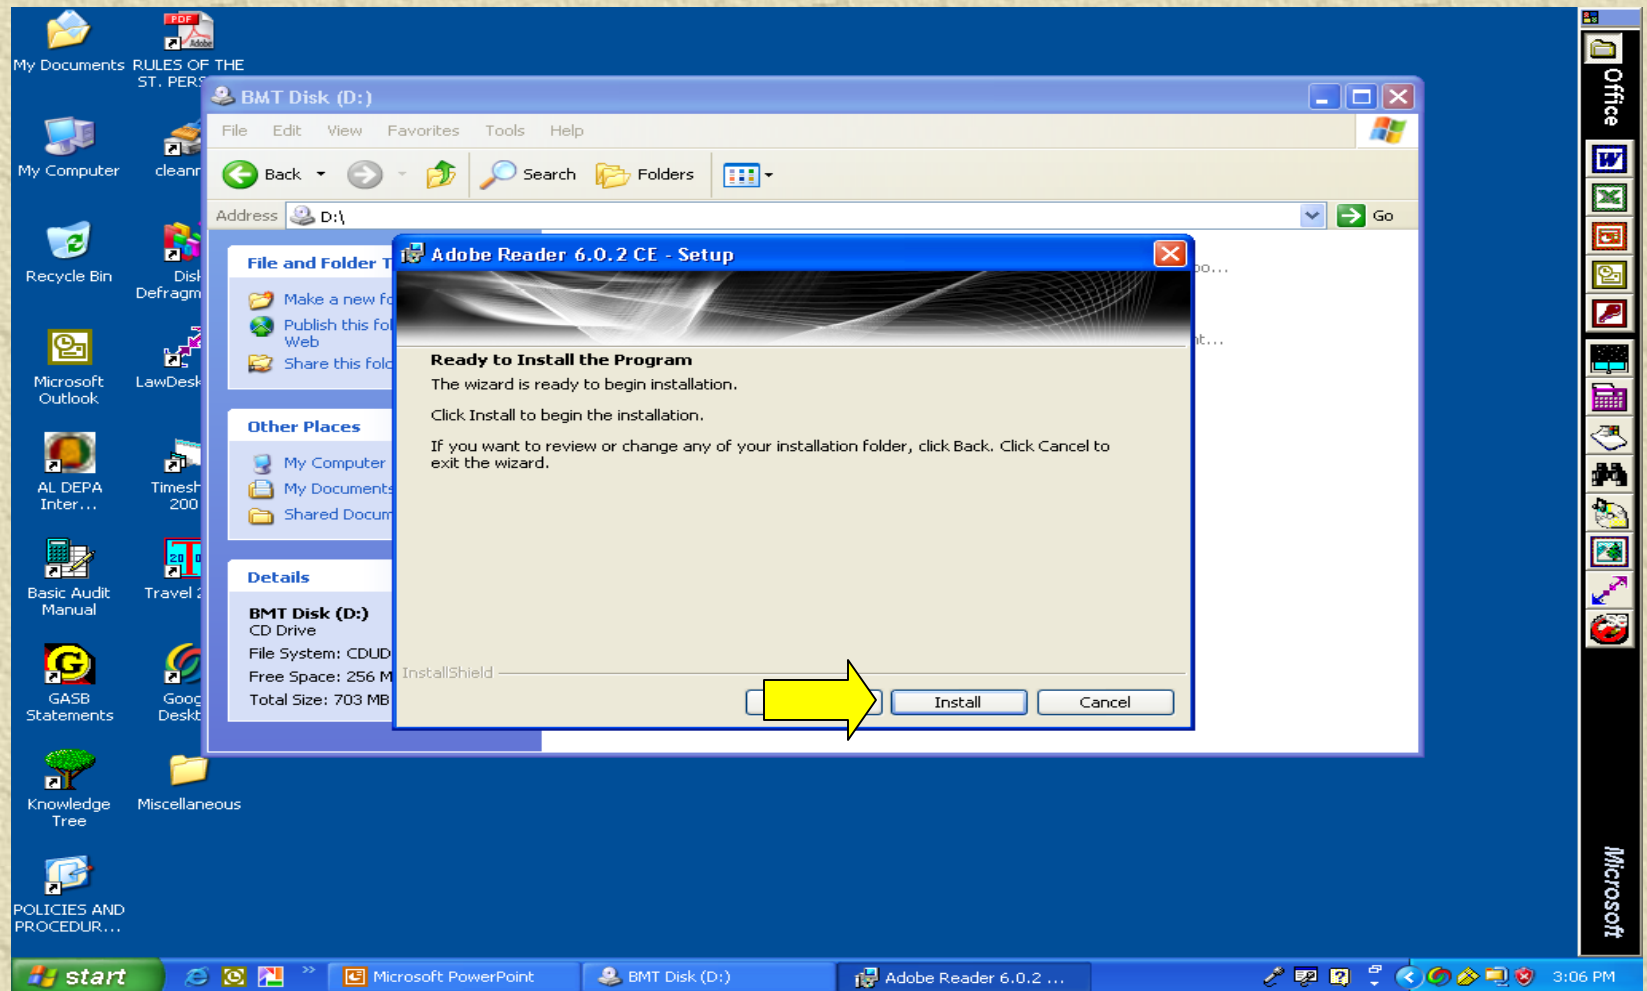 My Documents
RULES OF THE
ST. PERS
My Computer
cleanr
Recycle Bin
Disk
Defragm
Microsoft
Outlook
LawDesk
AL DEPA
Inter...
Timesh
200
Basic Audit
Manual
Travel 2
GASB
Statements
Goog
Deskt
Knowledge
Tree
Miscellaneous
POLICIES AND
PROCEDUR...
BMT Disk (D:)
File Edit View Favorites Tools Help
Back Search Folders
Address D:\ Go
File and Folder T
Make a new fo
Publish this fol
Web
Share this fold
Other Places
My Computer
My Documents
Shared Docum
Details
BMT Disk (D:)
CD Drive
File System: CDUD
Free Space: 256 M
Total Size: 703 MB
Adobe Reader 6.0.2 CE - Setup
Ready to Install the Program
The wizard is ready to begin installation.
Click Install to begin the installation.
If you want to review or change any of your installation folder, click Back. Click Cancel to
exit the wizard.
InstallShield
Install Cancel
Office
Microsoft
start Microsoft PowerPoint BMT Disk (D:) Adobe Reader 6.0.2 ... 3:06 PM